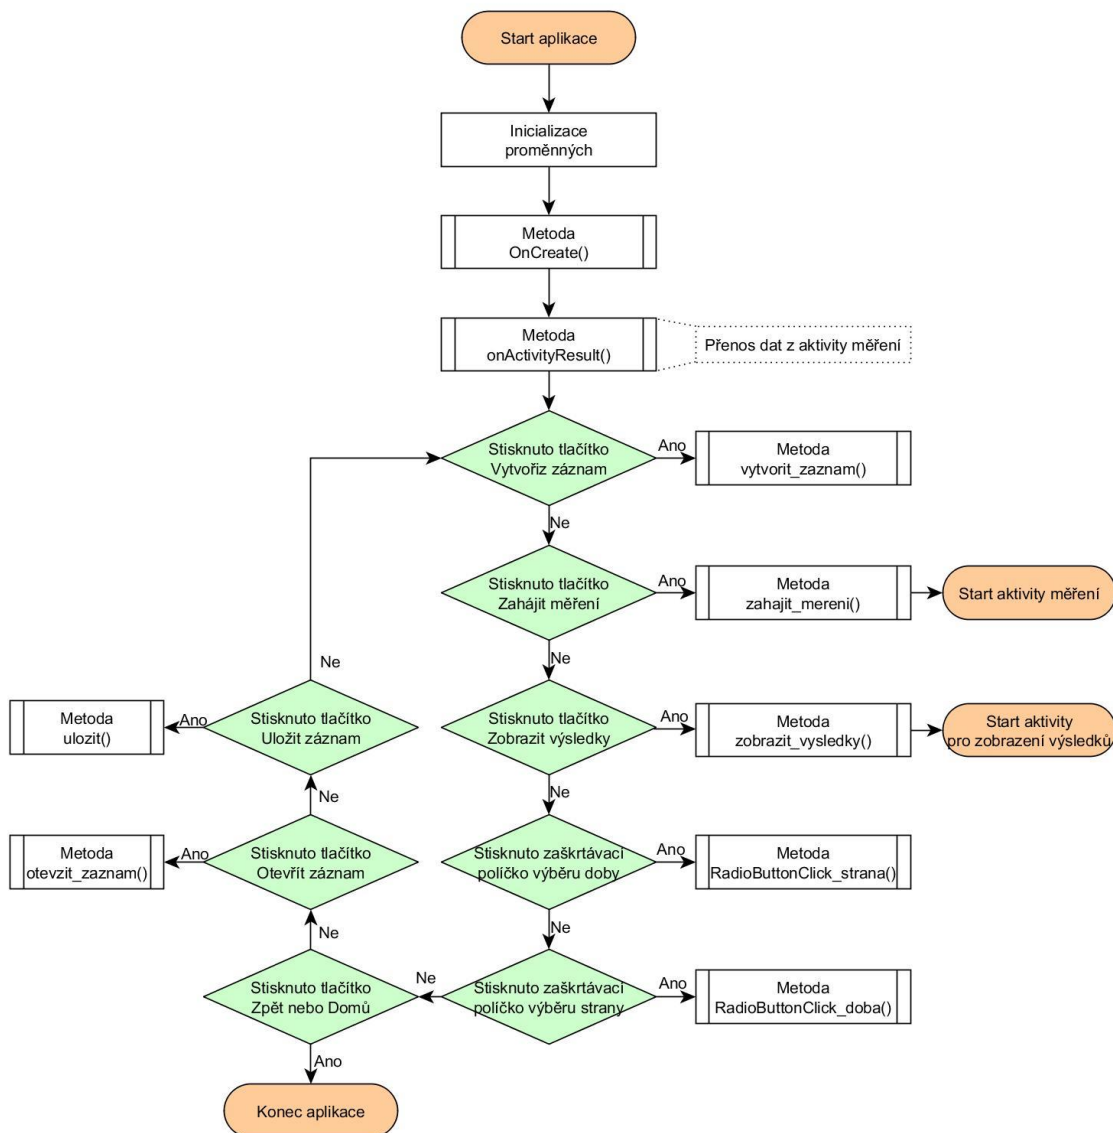 Start aplikace
Inicializace
proměnných
Metoda
OnCreate()
Metoda
onActivityResult()
Přenos dat z aktivity měření
Stisknuto tlačítko
Vytvořiz záznam
Ano
Metoda
vytvorit_zaznam()
Ne
Stisknuto tlačítko
Zahájit měření
Ano
Metoda
zahajit_mereni()
Start aktivity měření
Ne
Ne
Metoda
ulozit()
Ano
Stisknuto tlačítko
Uložit záznam
Stisknuto tlačítko
Zobrazit výsledky
Ano
Metoda
zobrazit_vysledky()
Start aktivity
pro zobrazení výsledků
Ne
Ne
Metoda
otevzit_zaznam()
Ano
Stisknuto tlačítko
Otevřít záznam
Stisknuto zaškrtávaci
políčko výběru doby
Ano
Metoda
RadioButtonClick_strana()
Ne
Ne
Stisknuto tlačítko
Zpět nebo Domů
Ne
Stisknuto zaškrtávaci
políčko výběru strany
Ano
Metoda
RadioButtonClick_doba()
Ano
Konec aplikace